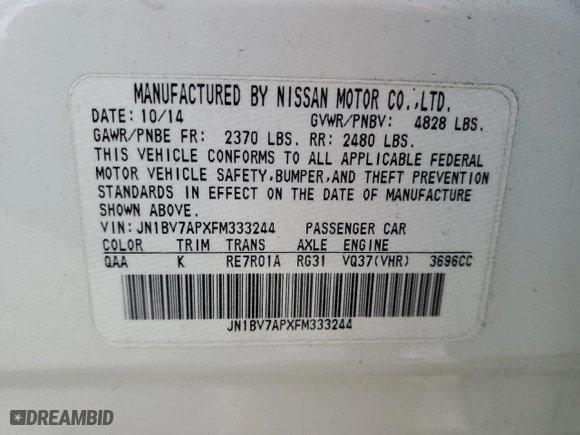 MANUFACTURED BY NISSAN MOTOR CO.,LTD.
DATE: 10/14 GVWR/PNBV: 4828 LBS.
GAWR/PNBE FR: 2370 LBS. RR: 2480 LBS.
THIS VEHICLE CONFORMS TO ALL APPLICABLE FEDERAL
MOTOR VEHICLE SAFETY,BUMPER,AND THEFT PREVENTION
STANDARDS IN EFFECT ON THE DATE OF MANUFACTURE
SHOWN ABOVE.
VIN: JN1BV7APXFM333244 PASSENGER CAR
COLOR TRIM TRANS AXLE ENGINE
QAA K RE7R01A RG31 VQ37(VHR) 3696CC
JN1BV7APXFM333244
DREAMBID